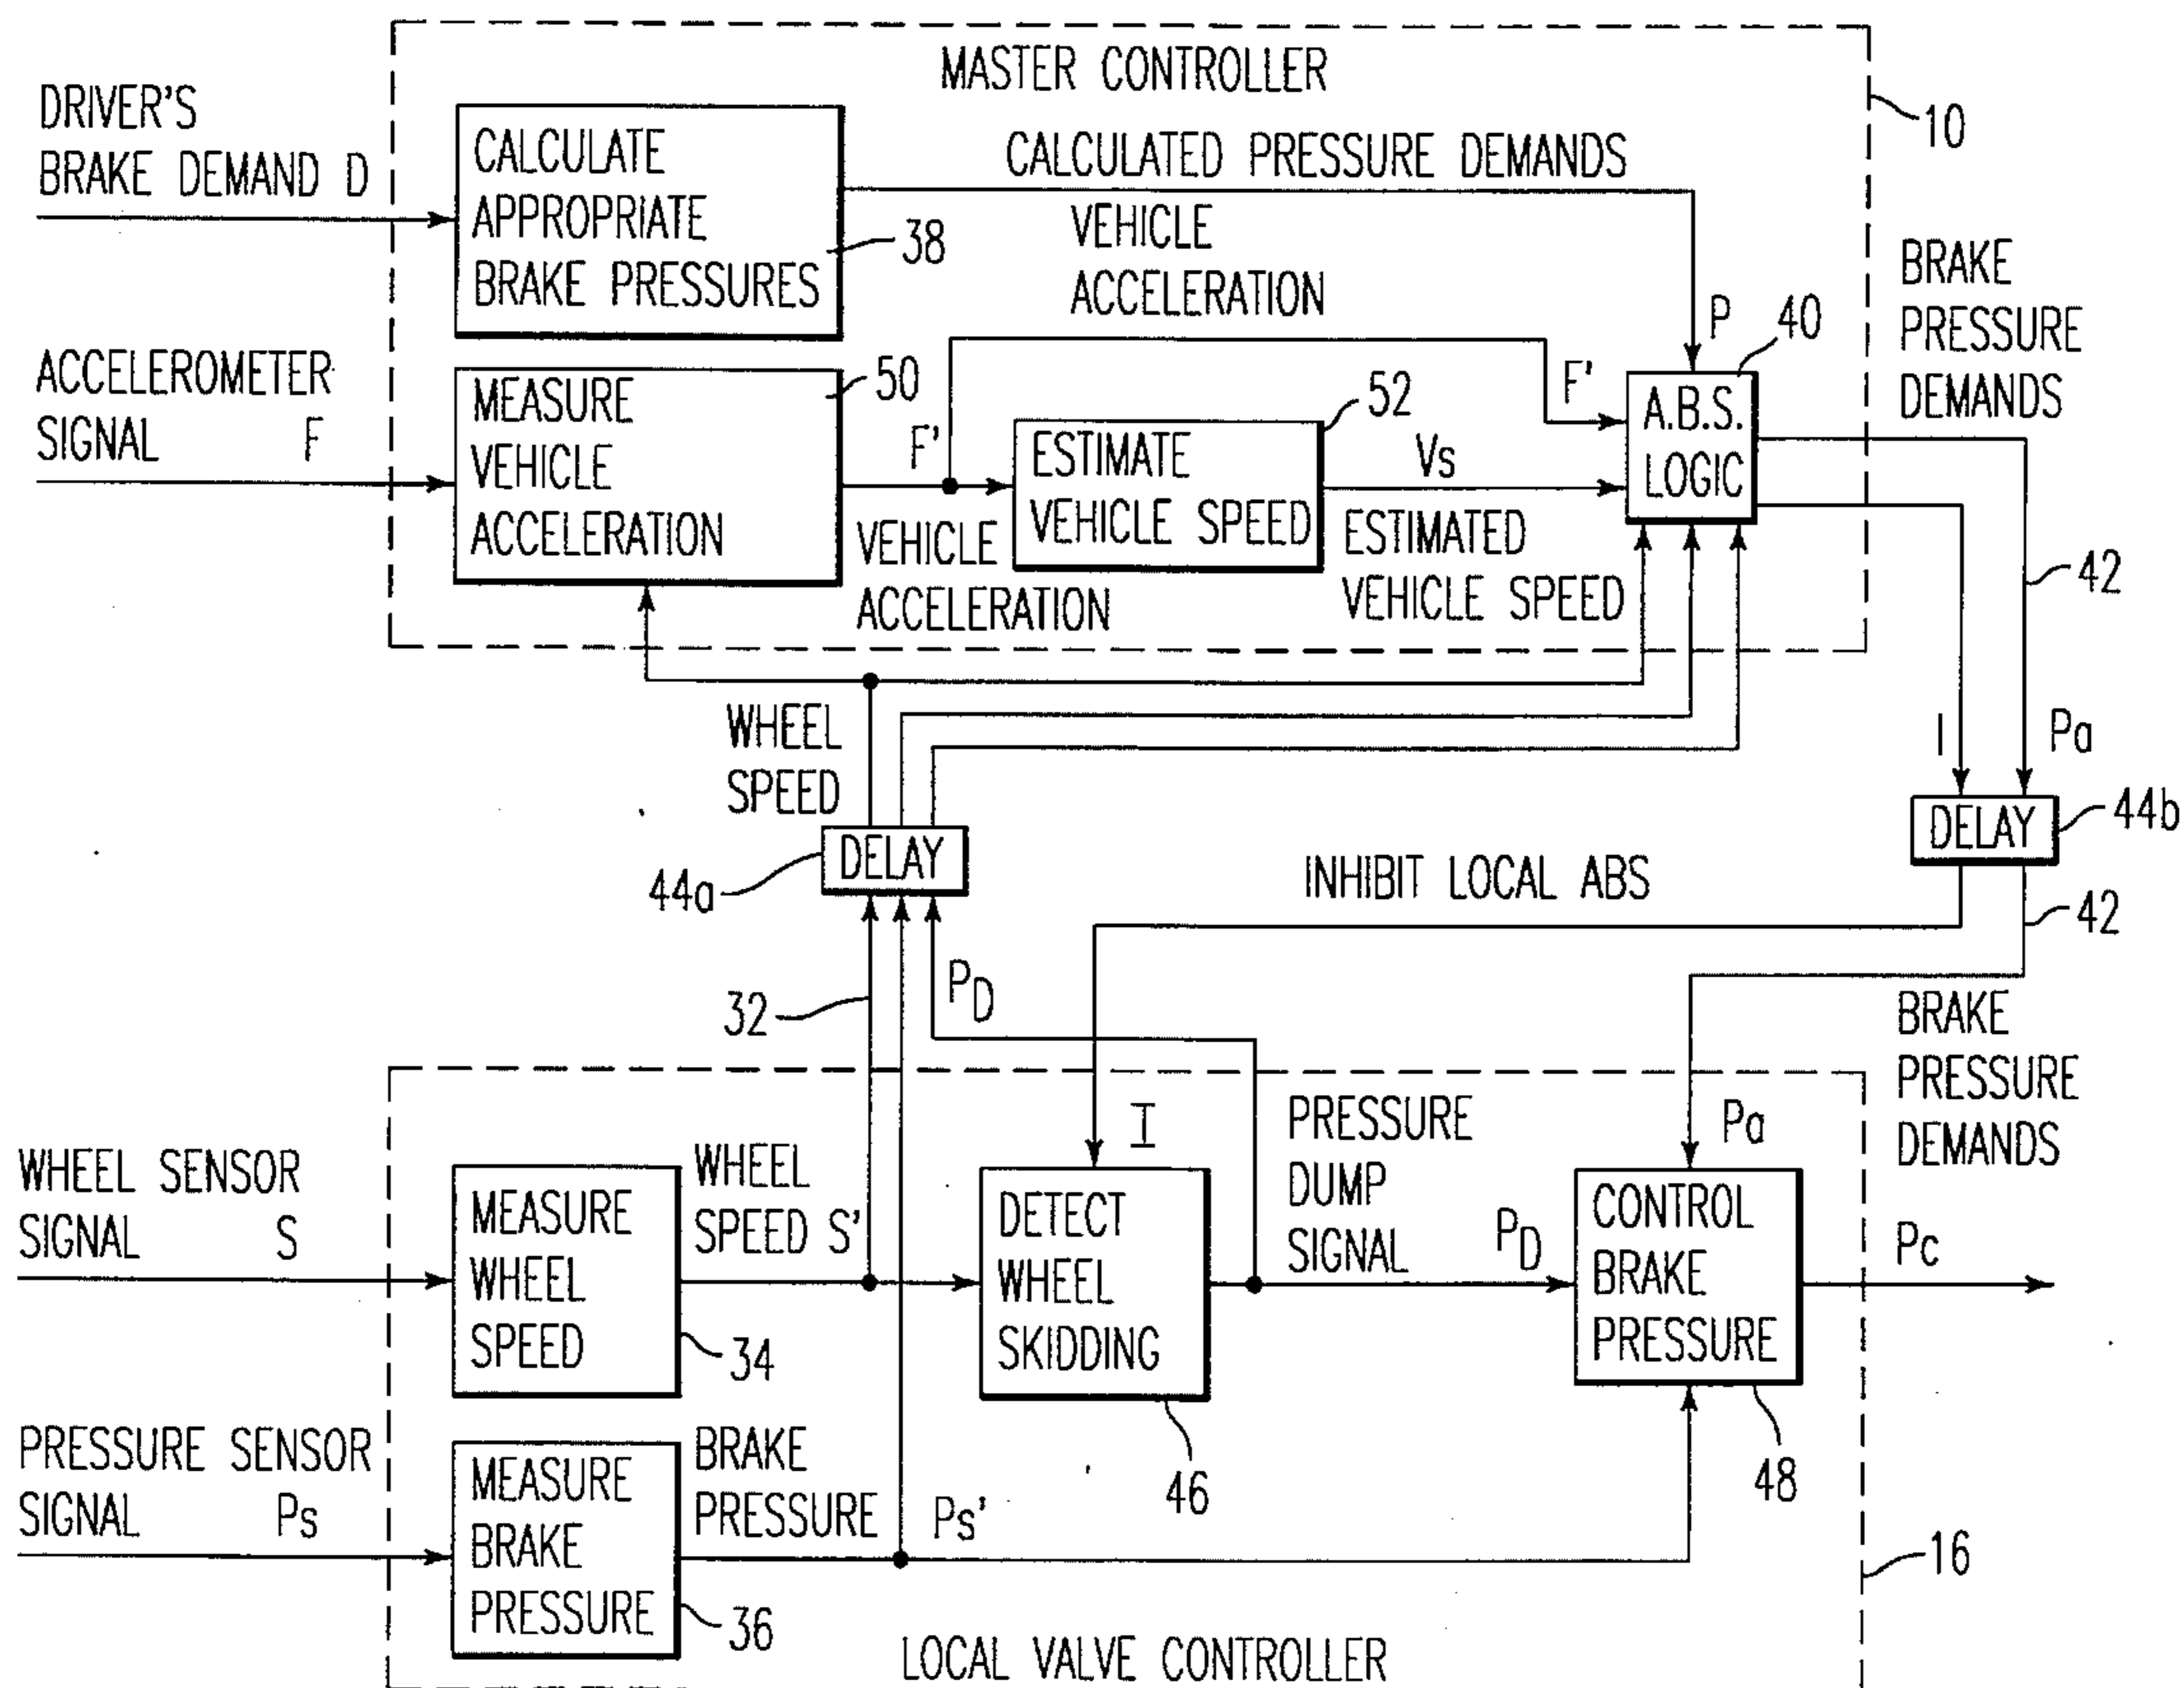 MASTER CONTROLLER
10
DRIVER'S
BRAKE DEMAND D
CALCULATE
APPROPRIATE
BRAKE PRESSURES
38
CALCULATED PRESSURE DEMANDS
VEHICLE
ACCELERATION
P
40
BRAKE
PRESSURE
DEMANDS
ACCELEROMETER
SIGNAL F
MEASURE
VEHICLE
ACCELERATION
50
F'
VEHICLE
ACCELERATION
ESTIMATE
VEHICLE SPEED
52
Vs
ESTIMATED
VEHICLE SPEED
F'
A.B.S.
LOGIC
42
WHEEL
SPEED
I
Pa
DELAY
44a
DELAY
44b
INHIBIT LOCAL ABS
42
32
PD
BRAKE
PRESSURE
DEMANDS
WHEEL SENSOR
SIGNAL S
MEASURE
WHEEL
SPEED
34
WHEEL
SPEED S'
I
DETECT
WHEEL
SKIDDING
46
PRESSURE
DUMP
SIGNAL
PD
Pa
CONTROL
BRAKE
PRESSURE
48
Pc
PRESSURE SENSOR
SIGNAL Ps
MEASURE
BRAKE
PRESSURE
36
BRAKE
PRESSURE
Ps'
16
LOCAL VALVE CONTROLLER